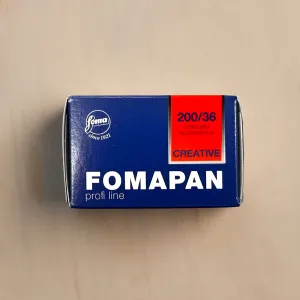 foma
since 1921
200/36
CREATIVE
FOMAPAN
profi line